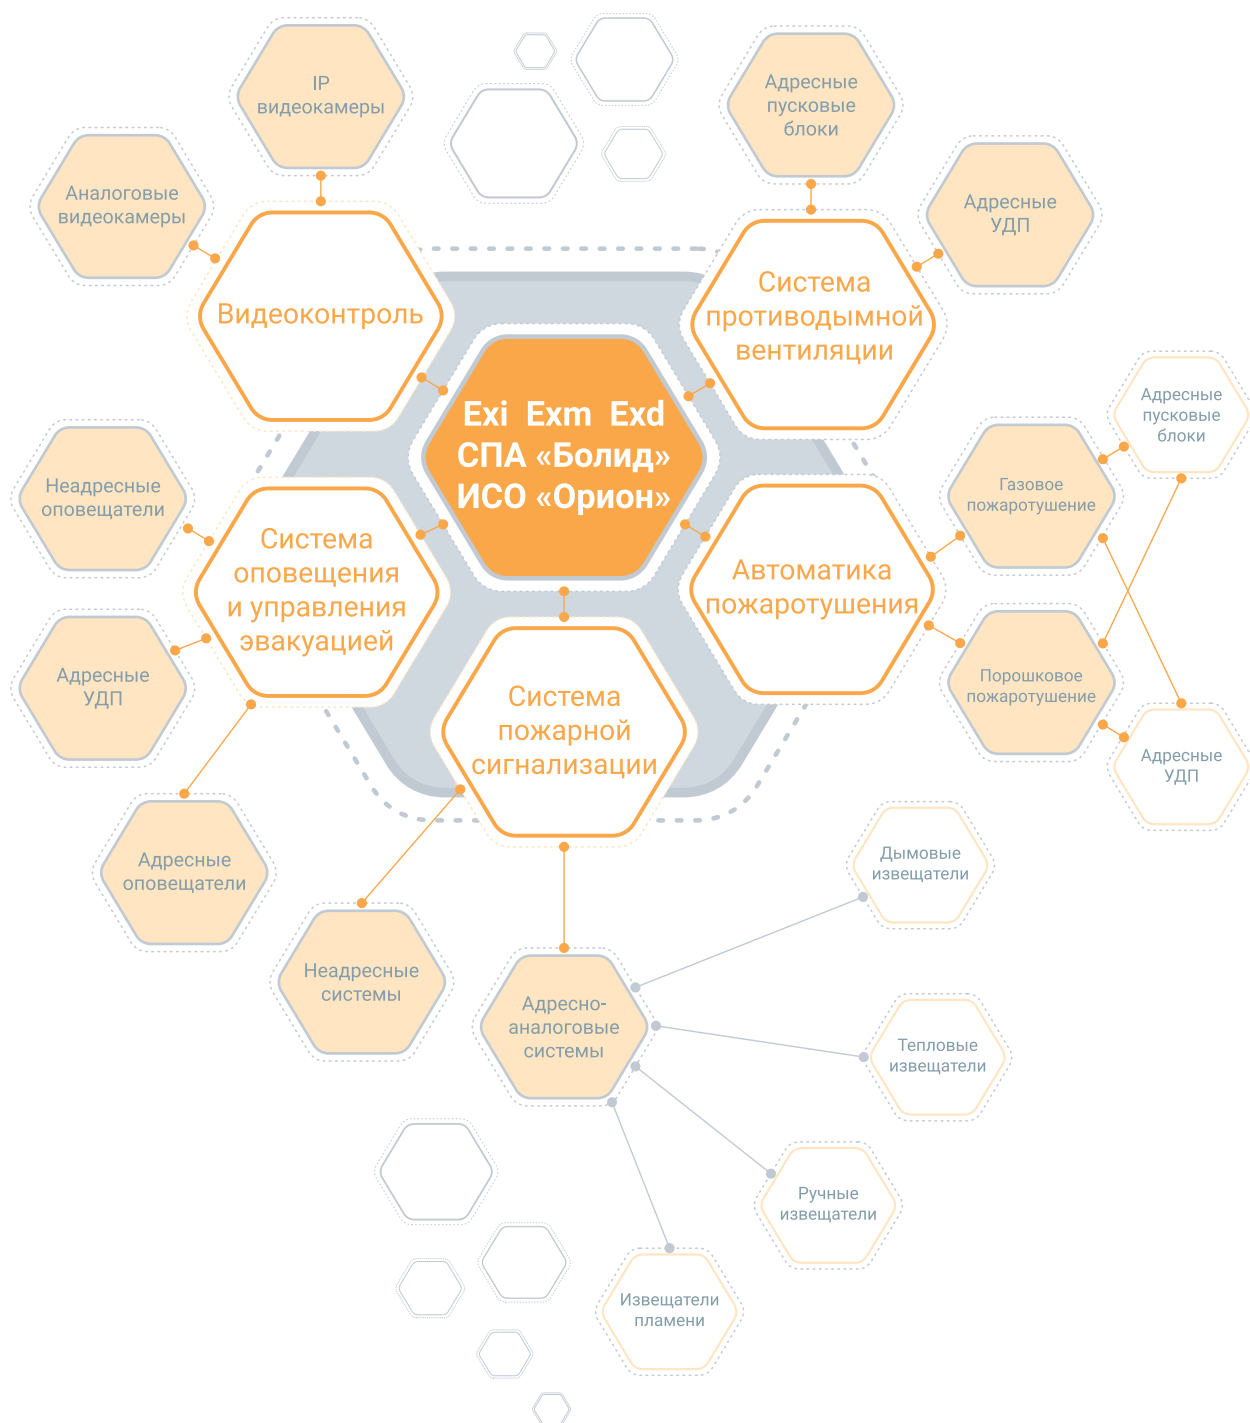 IP
видеокамеры
Аналоговые
видеокамеры
Адресные
пусковые
блоки
Адресные
УДП
Видеоконтроль
Система
противодымной
вентиляции
Exi Exm Exd
СПА «Болид»
ИСО «Орион»
Адресные
пусковые
блоки
Неадресные
оповещатели
Газовое
пожаротушение
Система
оповещения
и управления
эвакуацией
Автоматика
пожаротушения
Адресные
УДП
Порошковое
пожаротушение
Система
пожарной
сигнализации
Адресные
УДП
Адресные
оповещатели
Дымовые
извещатели
Неадресные
системы
Адресно-
аналоговые
системы
Тепловые
извещатели
Ручные
извещатели
Извещатели
пламени